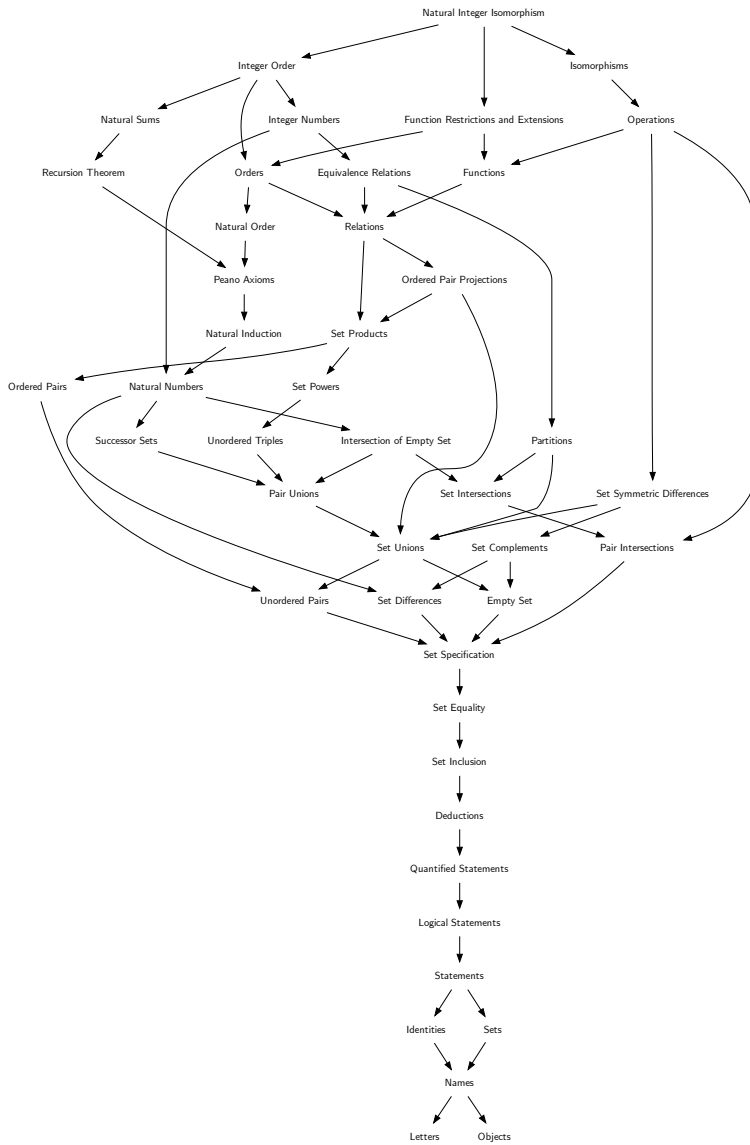 Natural Integer Isomorphism
Integer Order
Isomorphisms
Natural Sums
Integer Numbers
Function Restrictions and Extensions
Operations
Recursion Theorem
Orders
Equivalence Relations
Functions
Natural Order
Relations
Peano Axioms
Ordered Pair Projections
Natural Induction
Set Products
Ordered Pairs
Natural Numbers
Set Powers
Successor Sets
Unordered Triples
Intersection of Empty Set
Partitions
Pair Unions
Set Intersections
Set Symmetric Differences
Set Unions
Set Complements
Pair Intersections
Unordered Pairs
Set Differences
Empty Set
Set Specification
Set Equality
Set Inclusion
Deductions
Quantified Statements
Logical Statements
Statements
Identities
Sets
Names
Letters
Objects